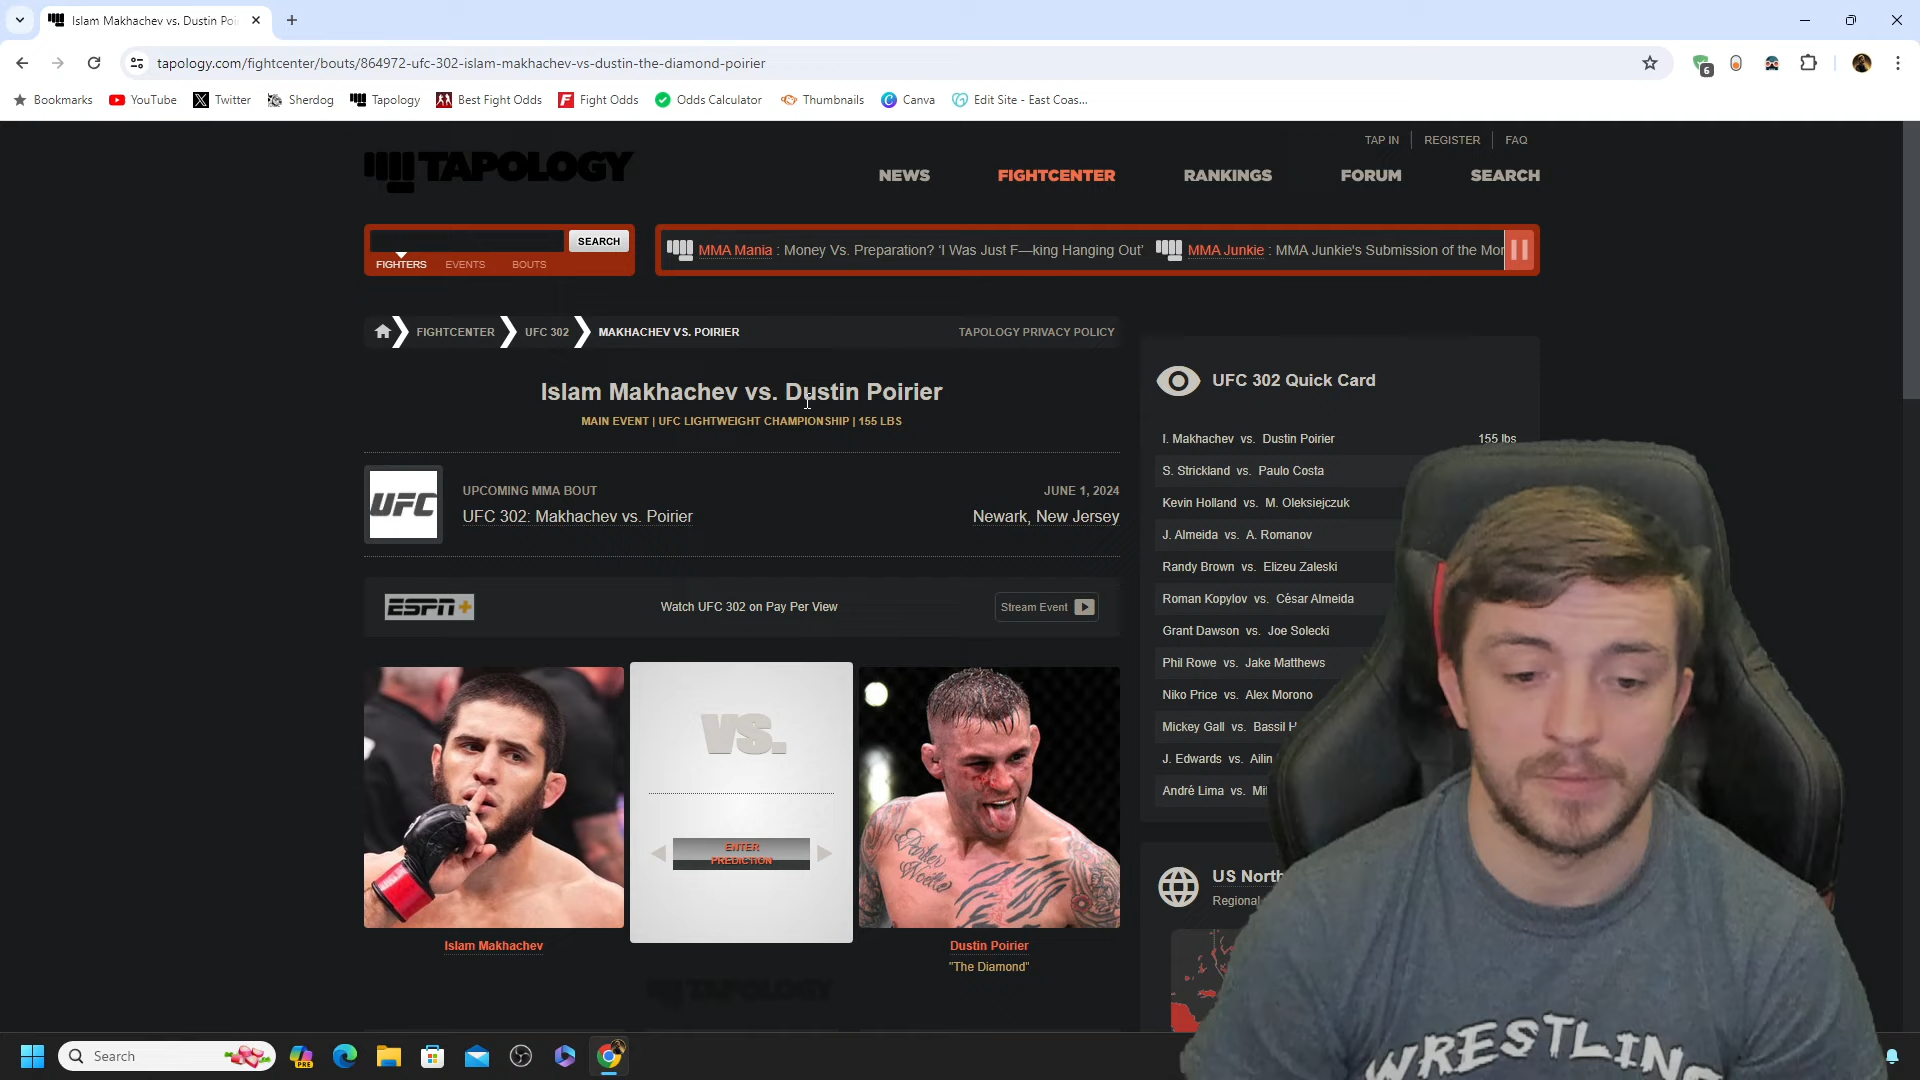 Islam Makhachev vs. Dustin Poi
tapology.com/fightcenter/bouts/864972-ufc-302-islam-makhachev-vs-dustin-the-diamond-poirier
6
Bookmarks YouTube Twitter Sherdog Tapology Best Fight Odds Fight Odds Odds Calculator Thumbnails Canva Edit Site - East Coas...
TAP IN REGISTER FAQ
TAPOLOGY
NEWS FIGHTCENTER RANKINGS FORUM SEARCH
SEARCH
FIGHTERS EVENTS BOUTS
MMA Mania : Money Vs. Preparation? 'I Was Just F—king Hanging Out' MMA Junkie : MMA Junkie's Submission of the Mor
FIGHTCENTER UFC 302 MAKHACHEV VS. POIRIER TAPOLOGY PRIVACY POLICY
Islam Makhachev vs. Dustin Poirier
MAIN EVENT | UFC LIGHTWEIGHT CHAMPIONSHIP | 155 LBS
UFC
UPCOMING MMA BOUT JUNE 1, 2024
UFC 302: Makhachev vs. Poirier Newark, New Jersey
ESPN+ Watch UFC 302 on Pay Per View Stream Event
VS.
ENTER
PREDICTION
Islam Makhachev
Dustin Poirier
"The Diamond"
TAPOLOGY
UFC 302 Quick Card
I. Makhachev vs. Dustin Poirier 155 lbs
S. Strickland vs. Paulo Costa
Kevin Holland vs. M. Oleksiejczuk
J. Almeida vs. A. Romanov
Randy Brown vs. Elizeu Zaleski
Roman Kopylov vs. César Almeida
Grant Dawson vs. Joe Solecki
Phil Rowe vs. Jake Matthews
Niko Price vs. Alex Morono
Mickey Gall vs. Bassil H
J. Edwards vs. Ailin
André Lima vs. Mi
US North
Regional
WRESTLING
Search
PRE